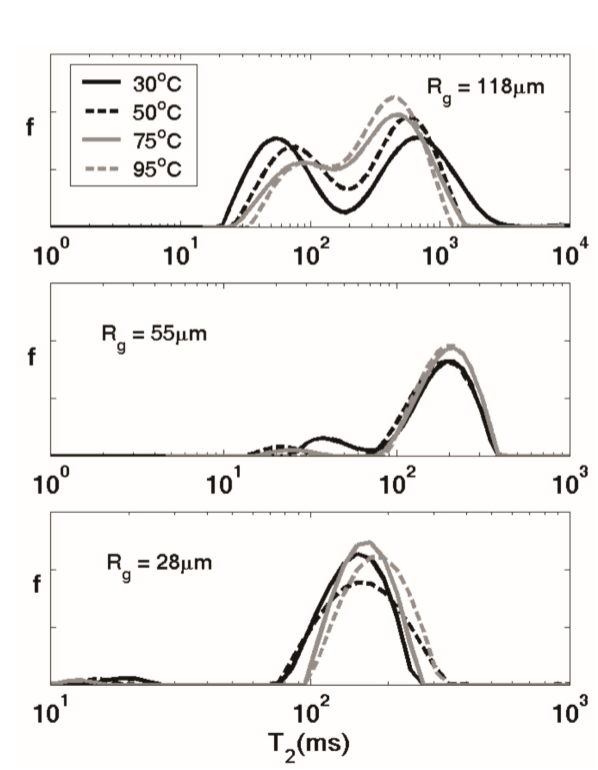 30°C
50°C
75°C
95°C
R_g = 118μm
f
10^0 10^1 10^2 10^3 10^4
R_g = 55μm
f
10^0 10^1 10^2 10^3
R_g = 28μm
f
10^1 10^2 10^3
T_2(ms)